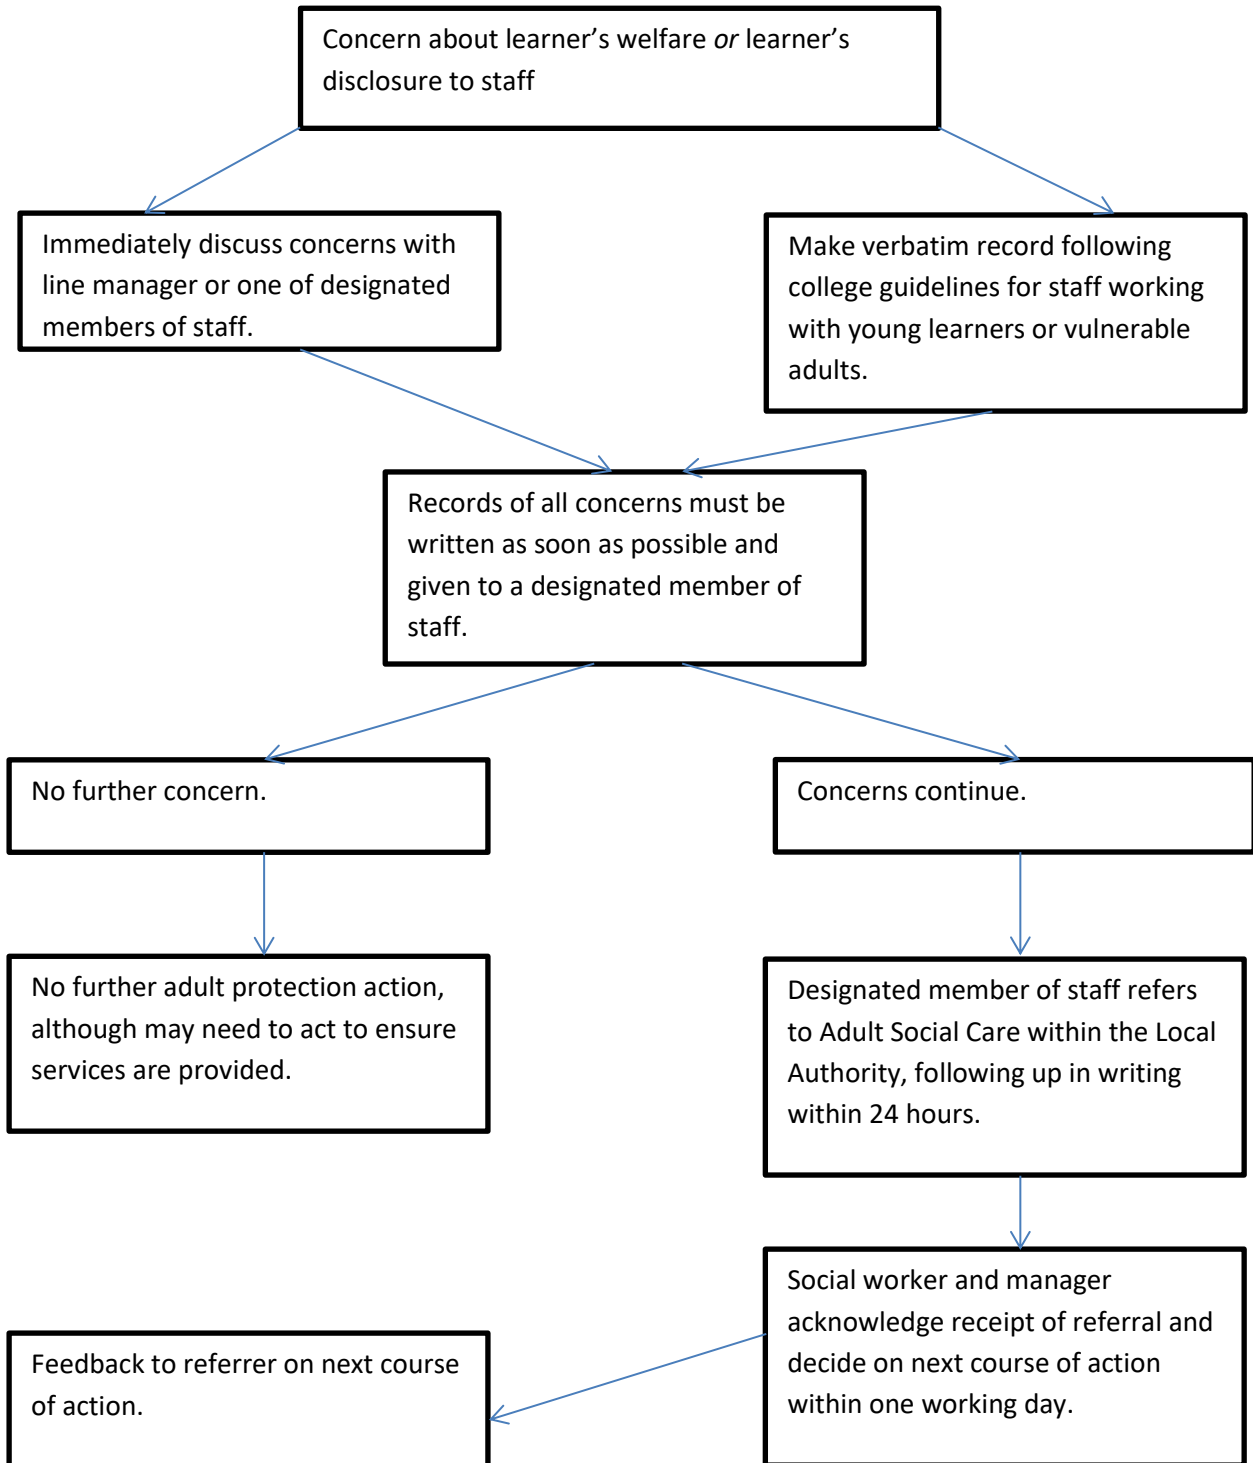 Concern about learner’s welfare or learner’s
disclosure to staff
Immediately discuss concerns with
line manager or one of designated
members of staff.
Make verbatim record following
college guidelines for staff working
with young learners or vulnerable
adults.
Records of all concerns must be
written as soon as possible and
given to a designated member of
staff.
No further concern.
Concerns continue.
No further adult protection action,
although may need to act to ensure
services are provided.
Designated member of staff refers
to Adult Social Care within the Local
Authority, following up in writing
within 24 hours.
Social worker and manager
acknowledge receipt of referral and
decide on next course of action
within one working day.
Feedback to referrer on next course
of action.